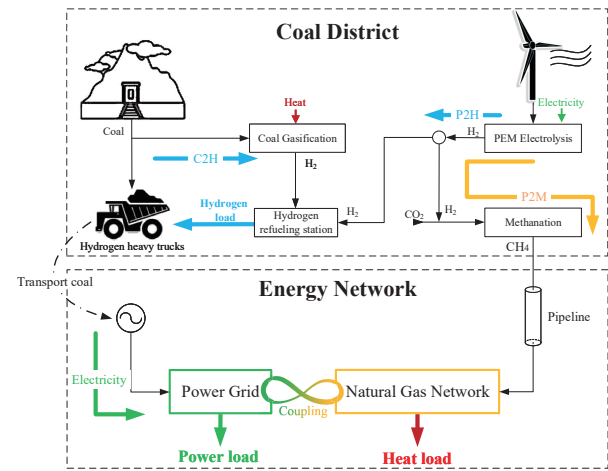 Coal District
Heat
P2H
Electricity
Coal
Coal Gasification
H₂
PEM Electrolysis
C2H
H₂
P2M
Hydrogen
load
Hydrogen
refueling station
H₂
CO₂
H₂
Methanation
Hydrogen heavy trucks
CH₄
Transport coal
Energy Network
Pipeline
Electricity
Power Grid
Coupling
Natural Gas Network
Power load
Heat load